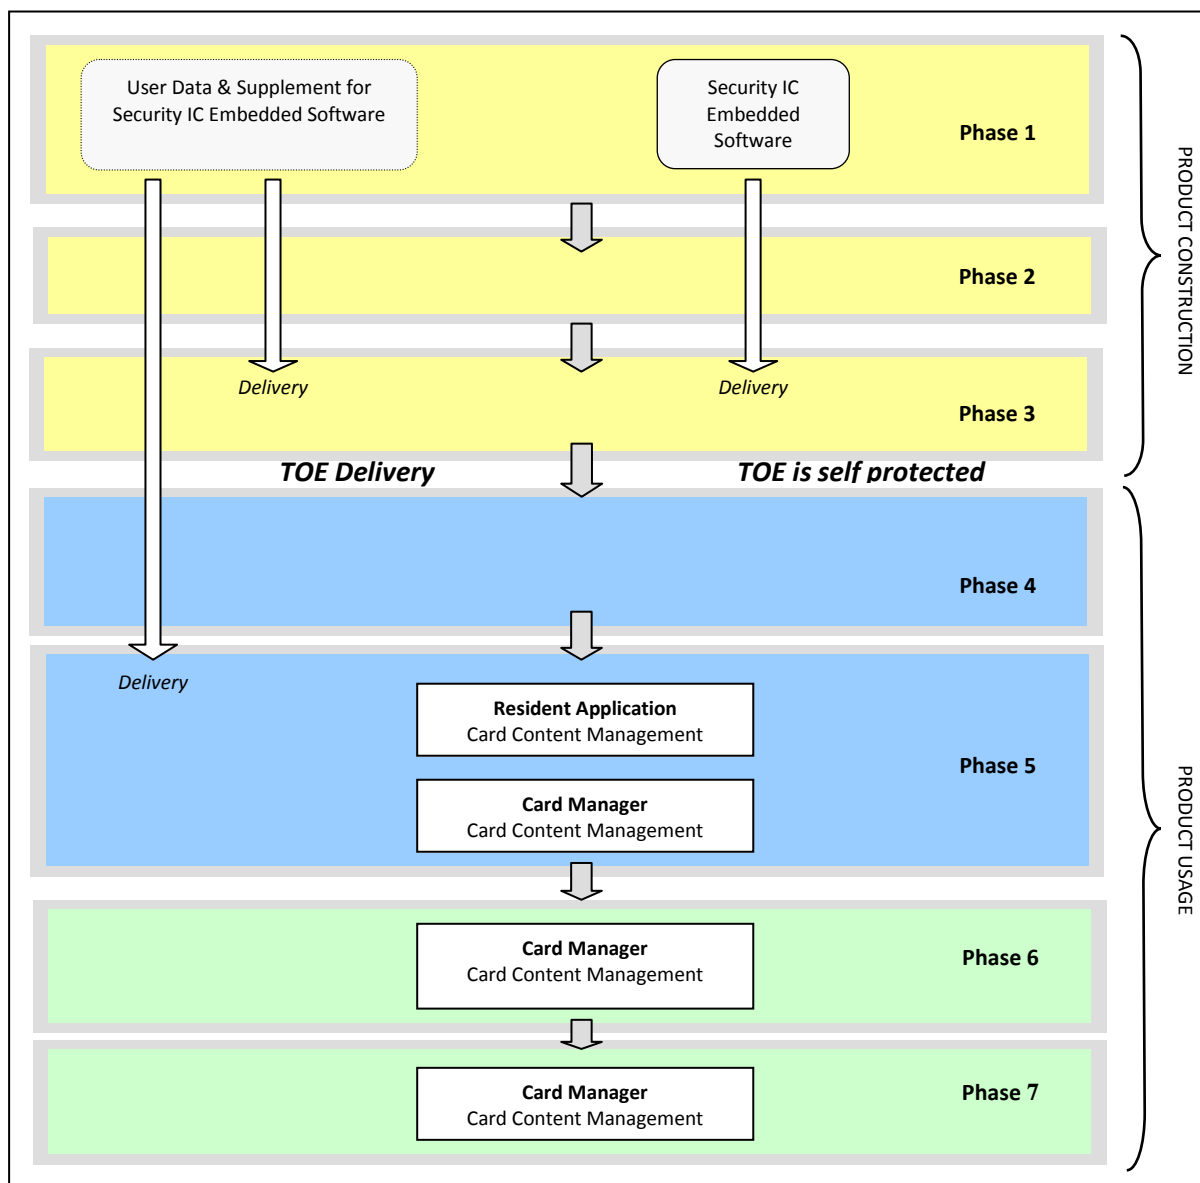 User Data & Supplement for
Security IC Embedded Software
Security IC
Embedded
Software
Phase 1
PRODUCT CONSTRUCTION
Phase 2
Delivery
Delivery
Phase 3
TOE Delivery
TOE is self protected
Phase 4
Delivery
Resident Application
Card Content Management
Phase 5
Card Manager
Card Content Management
PRODUCT USAGE
Card Manager
Card Content Management
Phase 6
Card Manager
Card Content Management
Phase 7